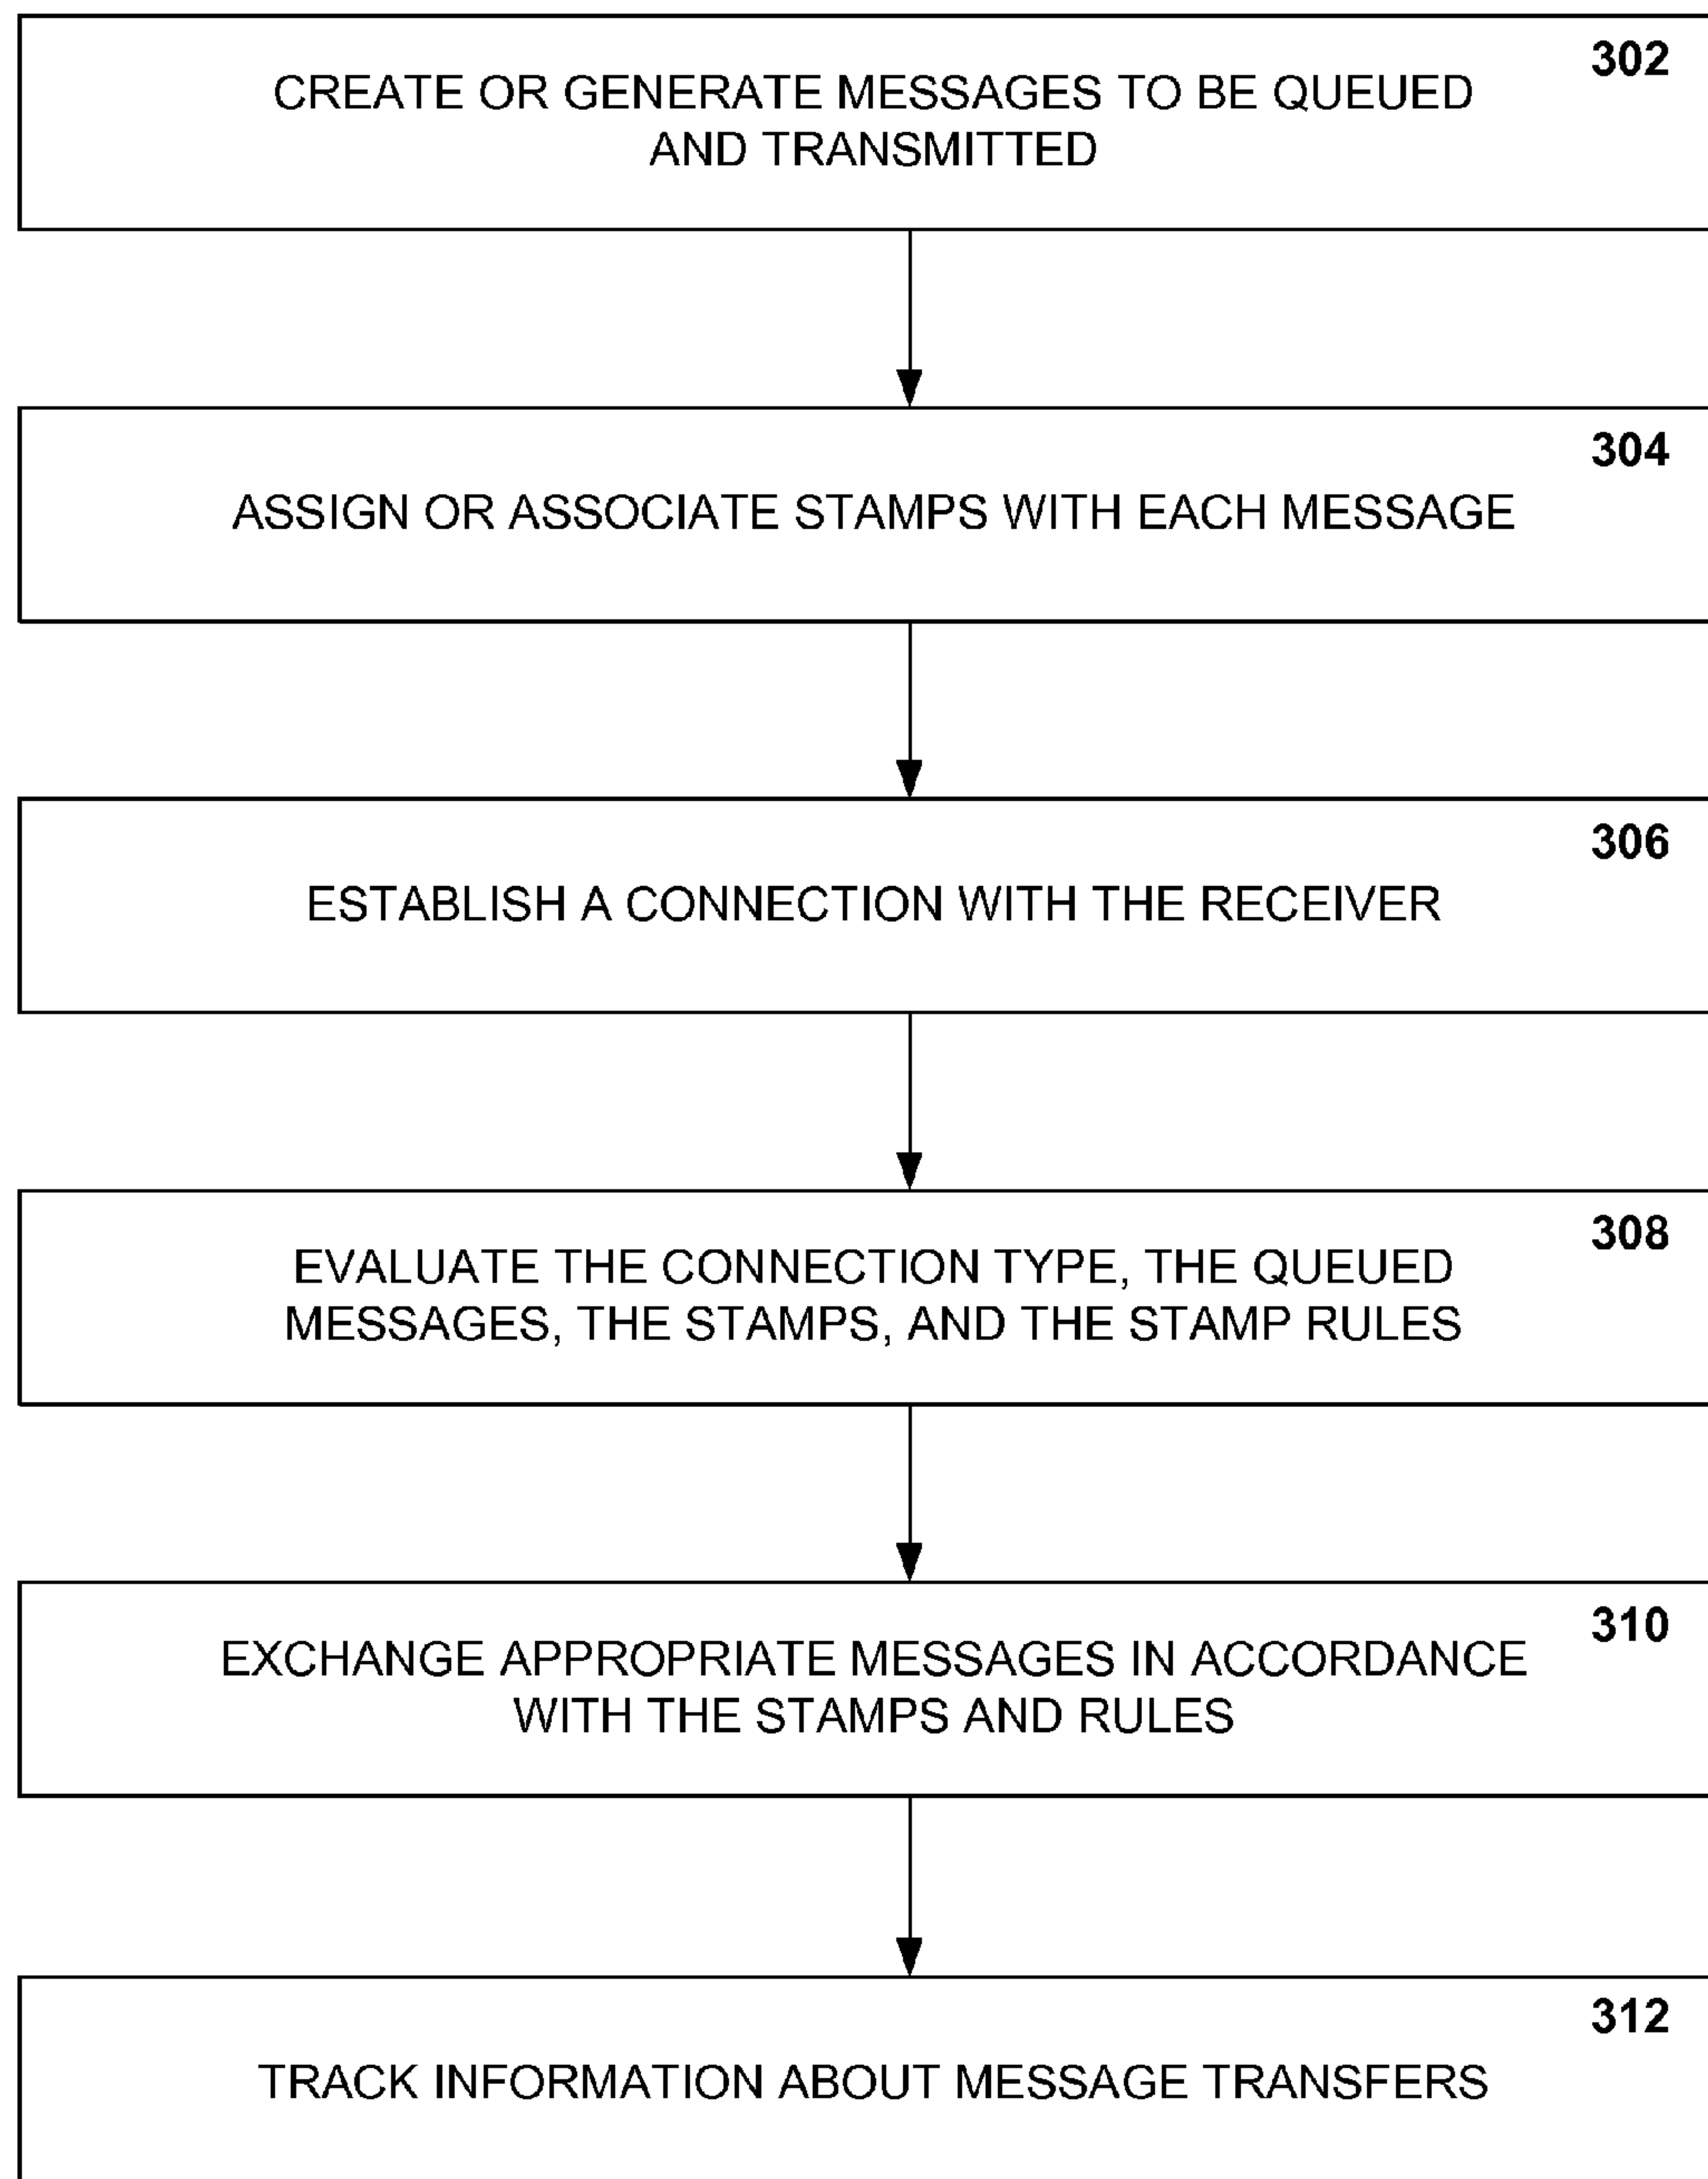 302
CREATE OR GENERATE MESSAGES TO BE QUEUED
AND TRANSMITTED
304
ASSIGN OR ASSOCIATE STAMPS WITH EACH MESSAGE
306
ESTABLISH A CONNECTION WITH THE RECEIVER
308
EVALUATE THE CONNECTION TYPE, THE QUEUED
MESSAGES, THE STAMPS, AND THE STAMP RULES
310
EXCHANGE APPROPRIATE MESSAGES IN ACCORDANCE
WITH THE STAMPS AND RULES
312
TRACK INFORMATION ABOUT MESSAGE TRANSFERS